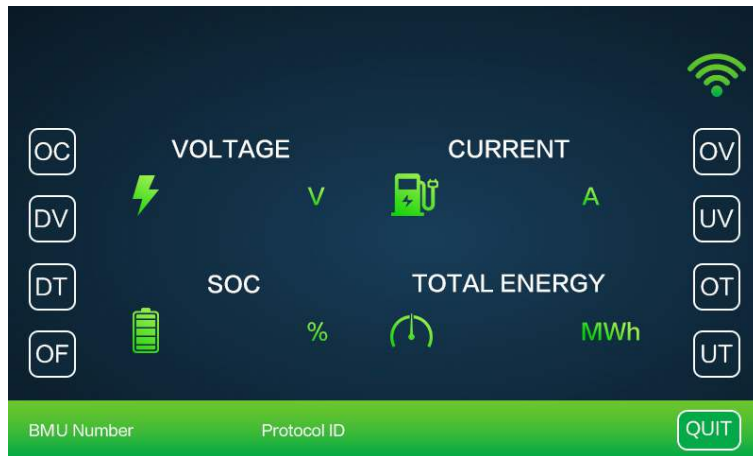 OC
VOLTAGE
CURRENT
OV
DV
V
A
UV
DT
SOC
TOTAL ENERGY
OT
OF
%
MWh
UT
BMU Number
Protocol ID
QUIT